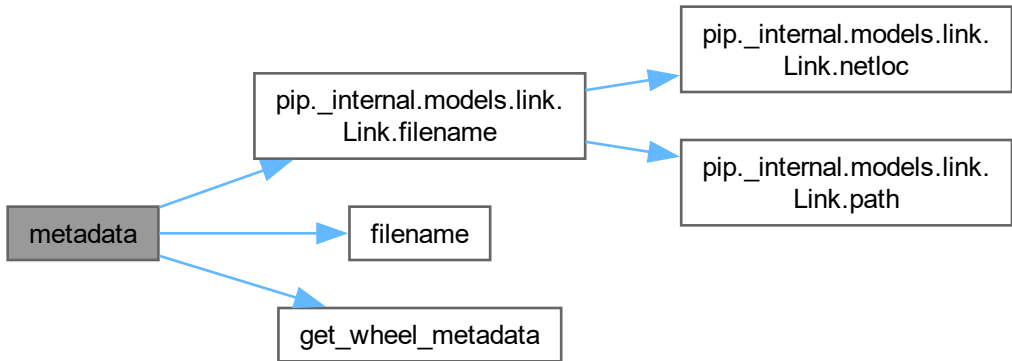 metadata
pip._internal.models.link.
Link.filename
filename
get_wheel_metadata
pip._internal.models.link.
Link.netloc
pip._internal.models.link.
Link.path